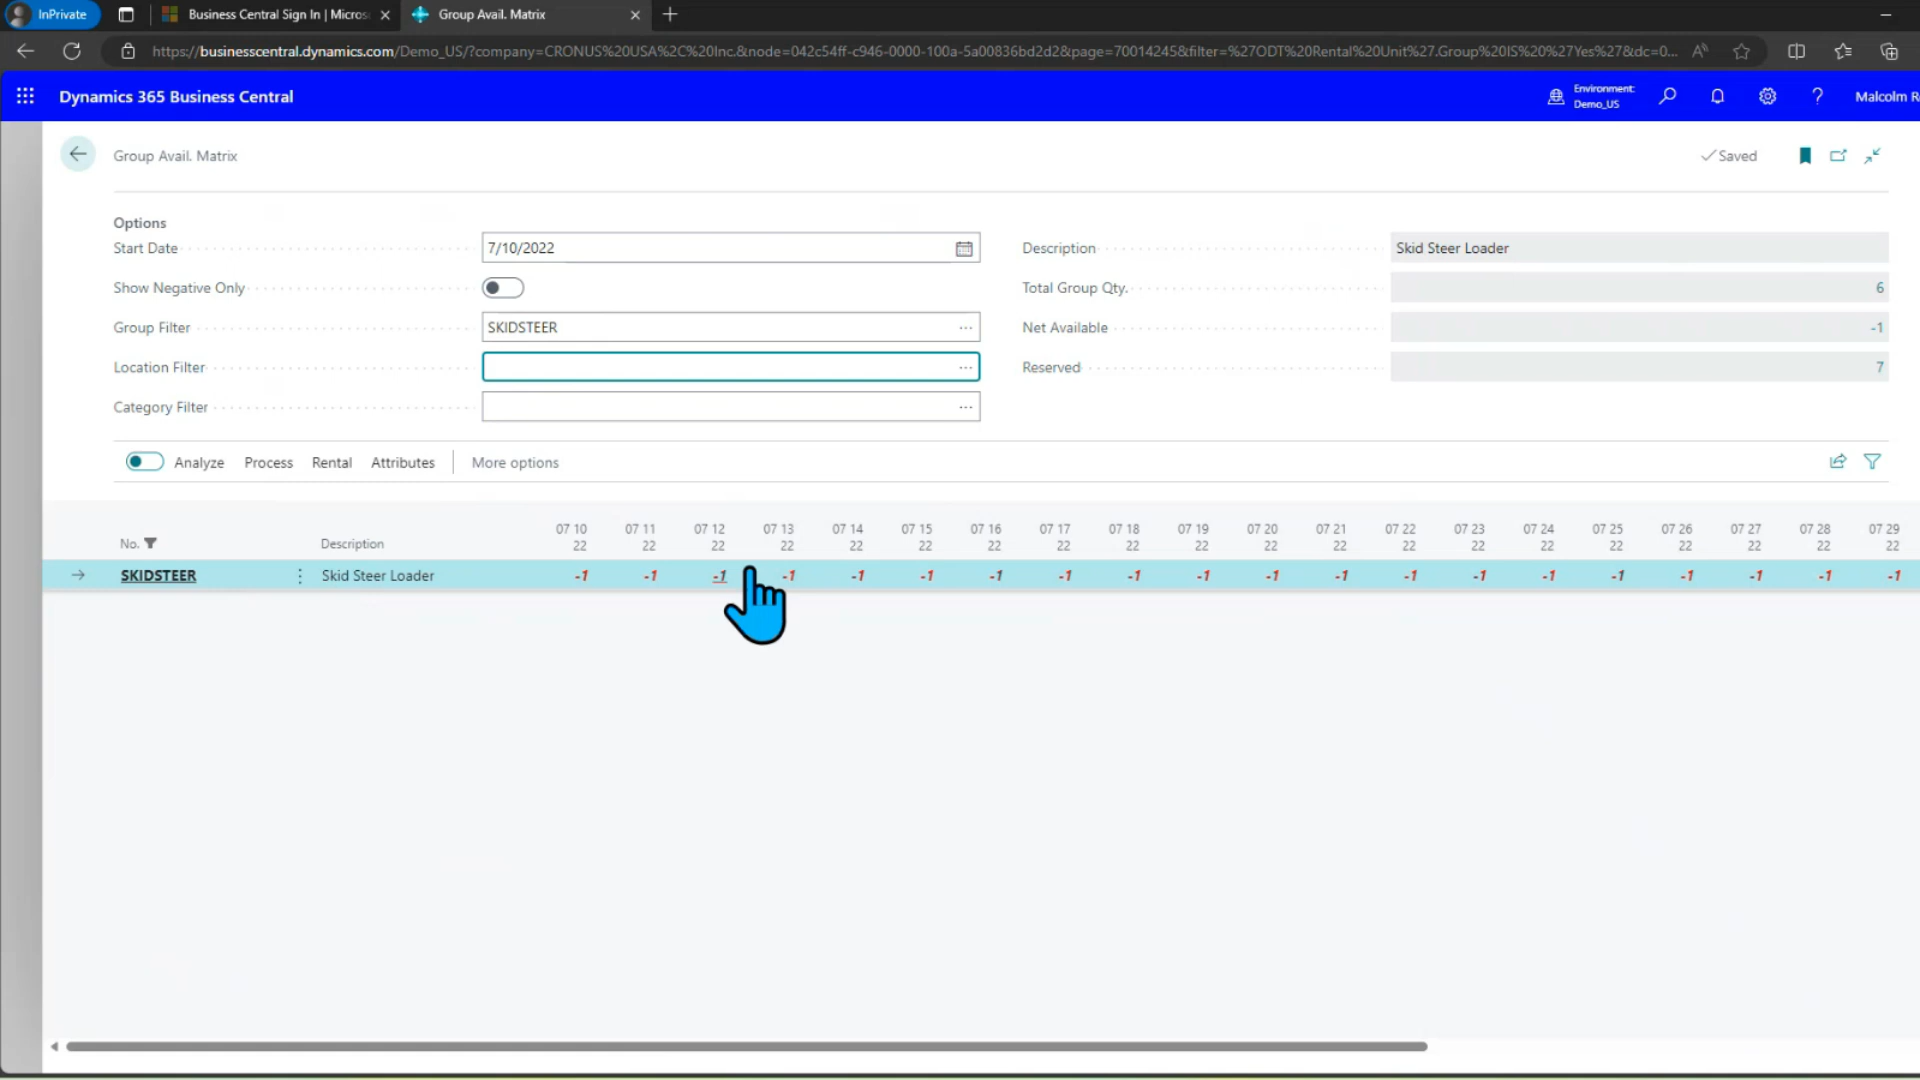 InPrivate
Business Central Sign In | Micros
Group Avail. Matrix
https://businesscentral.dynamics.com/Demo_US/?company=CRONUS%20USA%2C%20Inc.&node=042c54ff-c946-0000-100a-5a00836bd2d2&page=70014245&filter=%27ODT%20Rental%20Unit%27.Group%20IS%20%27Yes%27&dc=0...
Dynamics 365 Business Central
Environment:
Demo_US
Malcolm R
Group Avail. Matrix
Saved
Options
Start Date
7/10/2022
Description
Skid Steer Loader
Show Negative Only
Total Group Qty.
6
Group Filter
SKIDSTEER
Net Available
-1
Location Filter
Reserved
7
Category Filter
Analyze Process Rental Attributes More options
07 10 07 11 07 12 07 13 07 14 07 15 07 16 07 17 07 18 07 19 07 20 07 21 07 22 07 23 07 24 07 25 07 26 07 27 07 28 07 29
No. Description 22 22 22 22 22 22 22 22 22 22 22 22 22 22 22 22 22 22 22 22
SKIDSTEER Skid Steer Loader -1 -1 -1 -1 -1 -1 -1 -1 -1 -1 -1 -1 -1 -1 -1 -1 -1 -1 -1 -1